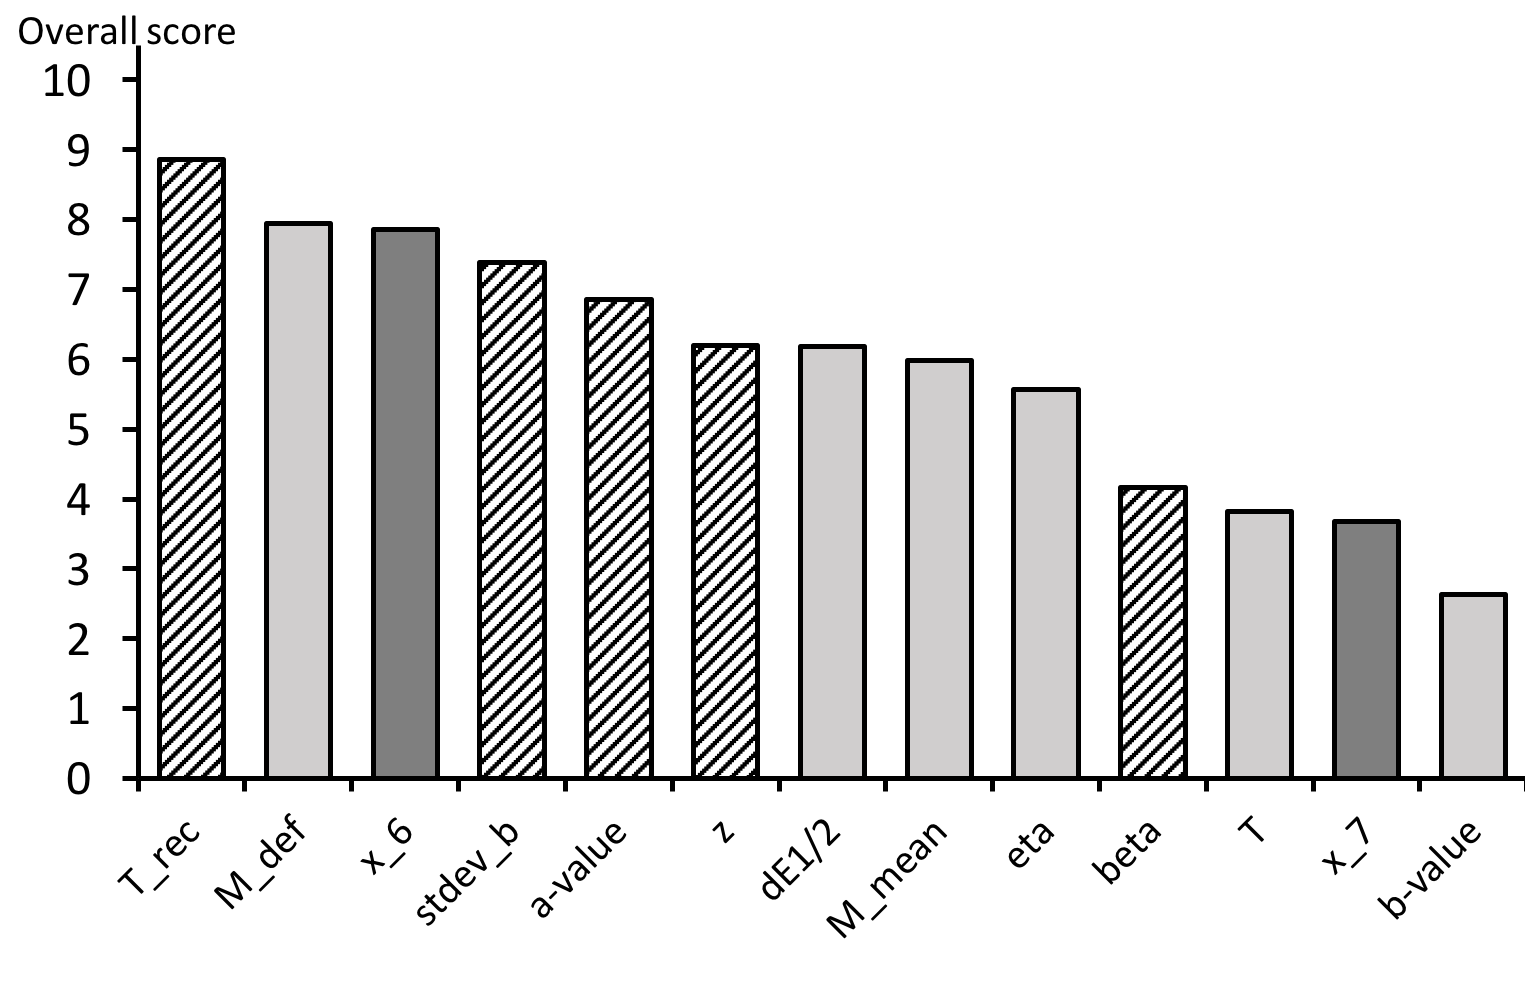 Overall score
10
9
8
7
6
5
4
3
2
1
0
T_rec
M_def
x_6
stdev_b
a-value
z
dE1/2
M_mean
eta
beta
T
x_7
b-value